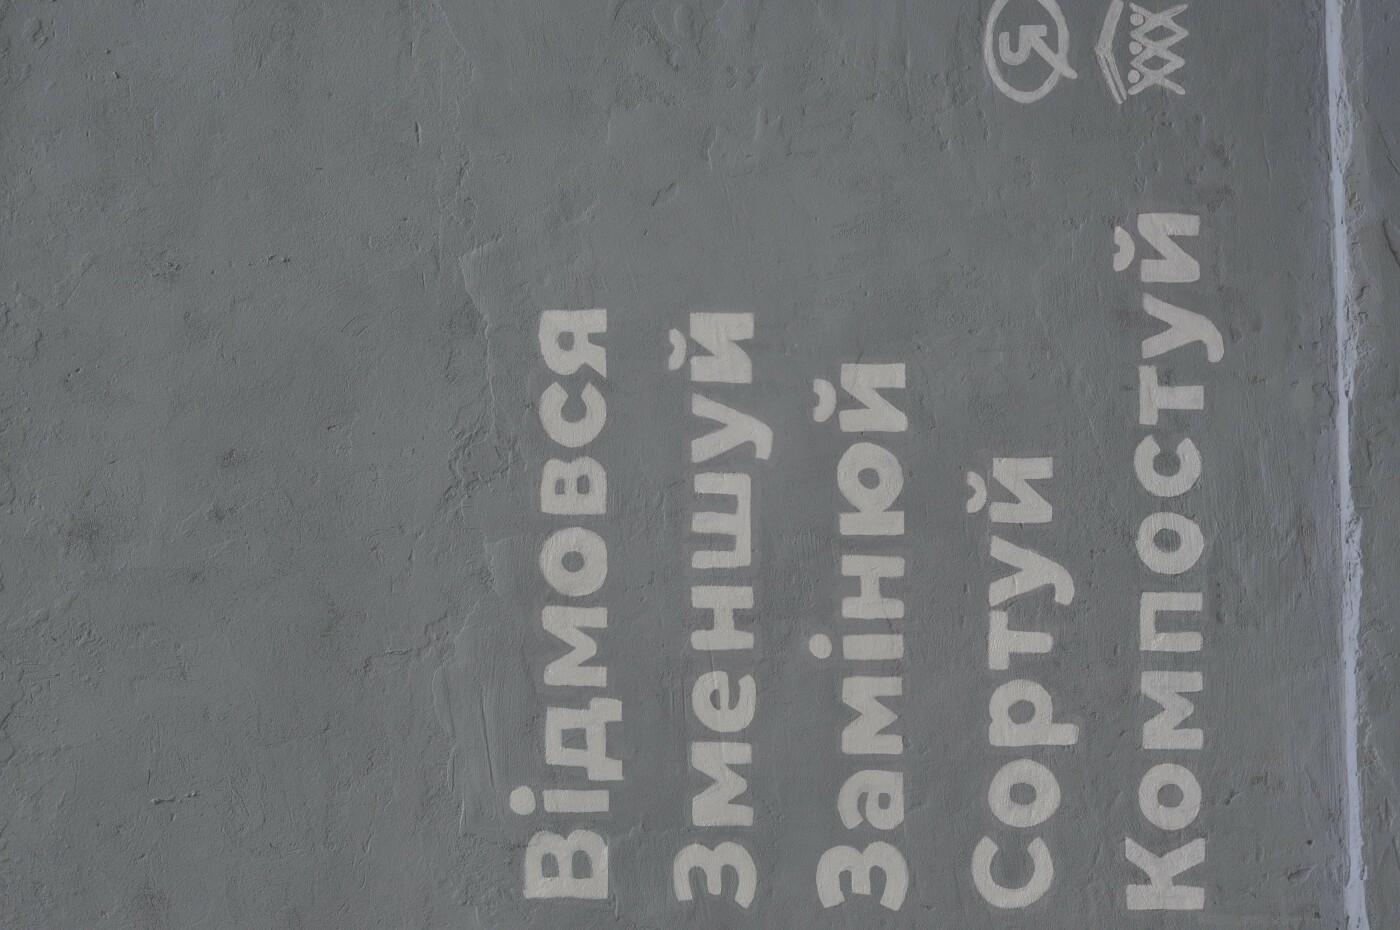 Відмовся
Зменшуй
Замінюй
Сортуй
Компостуй